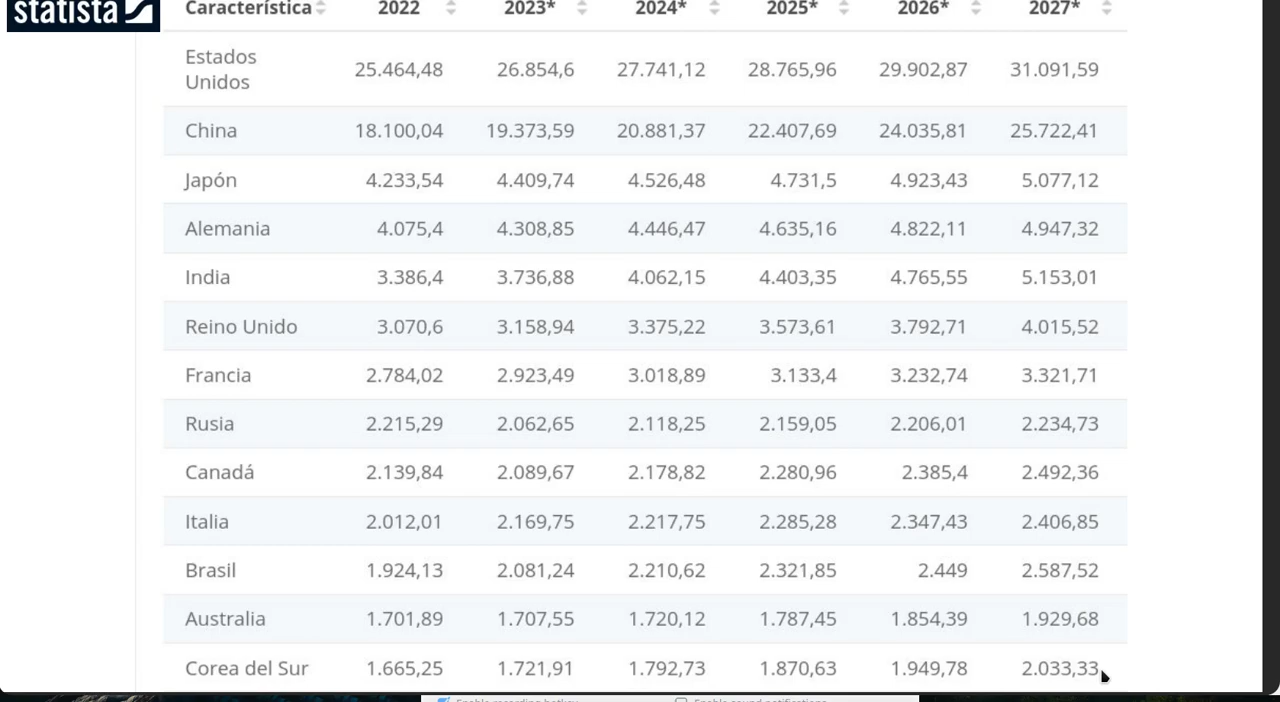 statista
Característica 2022 2023* 2024* 2025* 2026* 2027*
Estados
Unidos 25.464,48 26.854,6 27.741,12 28.765,96 29.902,87 31.091,59
China 18.100,04 19.373,59 20.881,37 22.407,69 24.035,81 25.722,41
Japón 4.233,54 4.409,74 4.526,48 4.731,5 4.923,43 5.077,12
Alemania 4.075,4 4.308,85 4.446,47 4.635,16 4.822,11 4.947,32
India 3.386,4 3.736,88 4.062,15 4.403,35 4.765,55 5.153,01
Reino Unido 3.070,6 3.158,94 3.375,22 3.573,61 3.792,71 4.015,52
Francia 2.784,02 2.923,49 3.018,89 3.133,4 3.232,74 3.321,71
Rusia 2.215,29 2.062,65 2.118,25 2.159,05 2.206,01 2.234,73
Canadá 2.139,84 2.089,67 2.178,82 2.280,96 2.385,4 2.492,36
Italia 2.012,01 2.169,75 2.217,75 2.285,28 2.347,43 2.406,85
Brasil 1.924,13 2.081,24 2.210,62 2.321,85 2.449 2.587,52
Australia 1.701,89 1.707,55 1.720,12 1.787,45 1.854,39 1.929,68
Corea del Sur 1.665,25 1.721,91 1.792,73 1.870,63 1.949,78 2.033,33
Enable recording hotkey Enable sound notifications